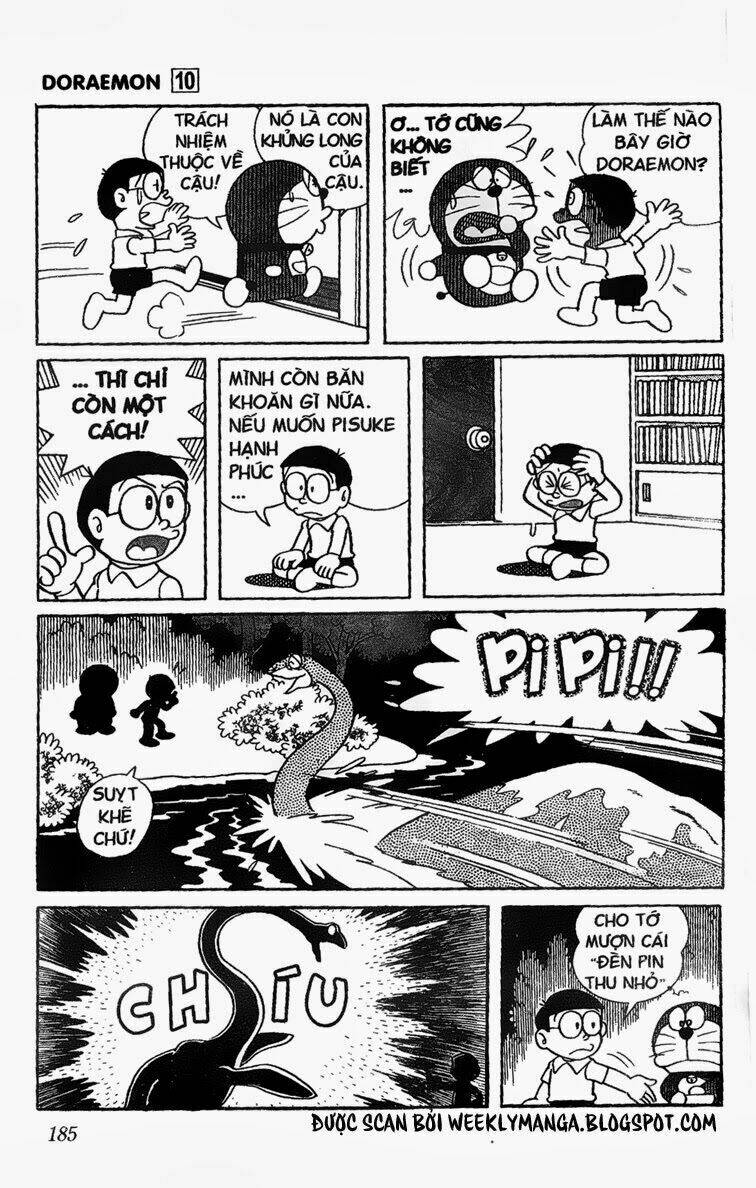 DORAEMON 10
LÀM THẾ NÀO
BÂY GIỜ
DORAEMON?
Ơ... TỚ CŨNG
KHÔNG
BIẾT
...
NÓ LÀ CON
KHỦNG LONG
CỦA
CẬU.
TRÁCH
NHIỆM
THUỘC VỀ
CẬU!
MÌNH CÒN BĂN
KHOĂN GÌ NỮA.
NẾU MUỐN PISUKE
HẠNH
PHÚC
...
... THÌ CHỈ
CÒN MỘT
CÁCH!
PI PI!!
SUỴT
KHẼ
CHỨ!
CHO TỚ
MƯỢN CÁI
“ĐÈN PIN
THU NHỎ”
CHÍU
185
ĐƯỢC SCAN BỞI WEEKLYMANGA.BLOGSPOT.COM